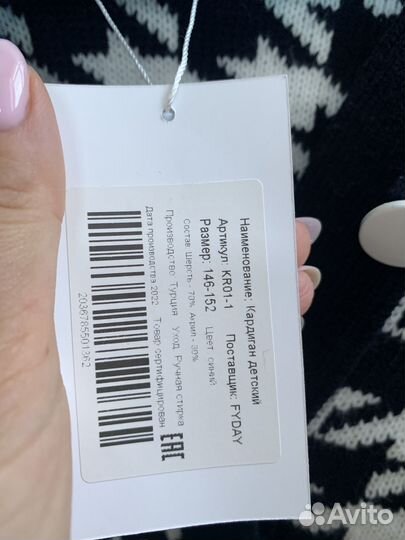 Наименование: Кардиган детский
Артикул: KR01-1 Поставщик: FYDAY
Размер: 146-152 Цвет: синий
Состав: Шерсть - 70% Акрил - 30%
Производство: Турция Уход: Ручная стирка
Дата производства 2022 Товар сертифицирован
EAC
2036785501362
Avito